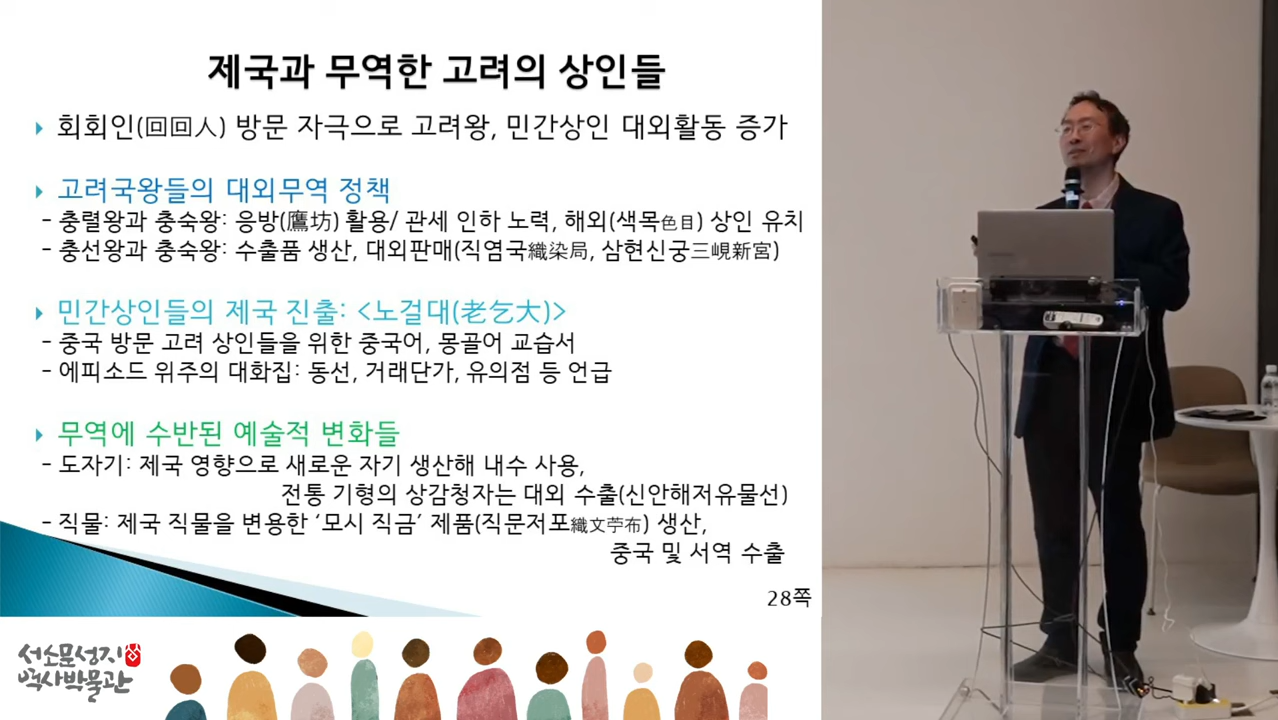 제국과 무역한 고려의 상인들
회회인(回回人) 방문 자극으로 고려왕, 민간상인 대외활동 증가
고려국왕들의 대외무역 정책
- 충렬왕과 충숙왕: 응방(鷹坊) 활용/ 관세 인하 노력, 해외(색목色目) 상인 유치
- 충선왕과 충숙왕: 수출품 생산, 대외판매(직염국織染局, 삼현신궁三峴新宮)
민간상인들의 제국 진출: <노걸대(老乞大)>
- 중국 방문 고려 상인들을 위한 중국어, 몽골어 교습서
- 에피소드 위주의 대화집: 동선, 거래단가, 유의점 등 언급
무역에 수반된 예술적 변화들
- 도자기: 제국 영향으로 새로운 자기 생산해 내수 사용,
전통 기형의 상감청자는 대외 수출(신안해저유물선)
- 직물: 제국 직물을 변용한 ‘모시 직금’ 제품(직문저포織文苧布) 생산,
중국 및 서역 수출
28쪽
서소문성지
역사박물관